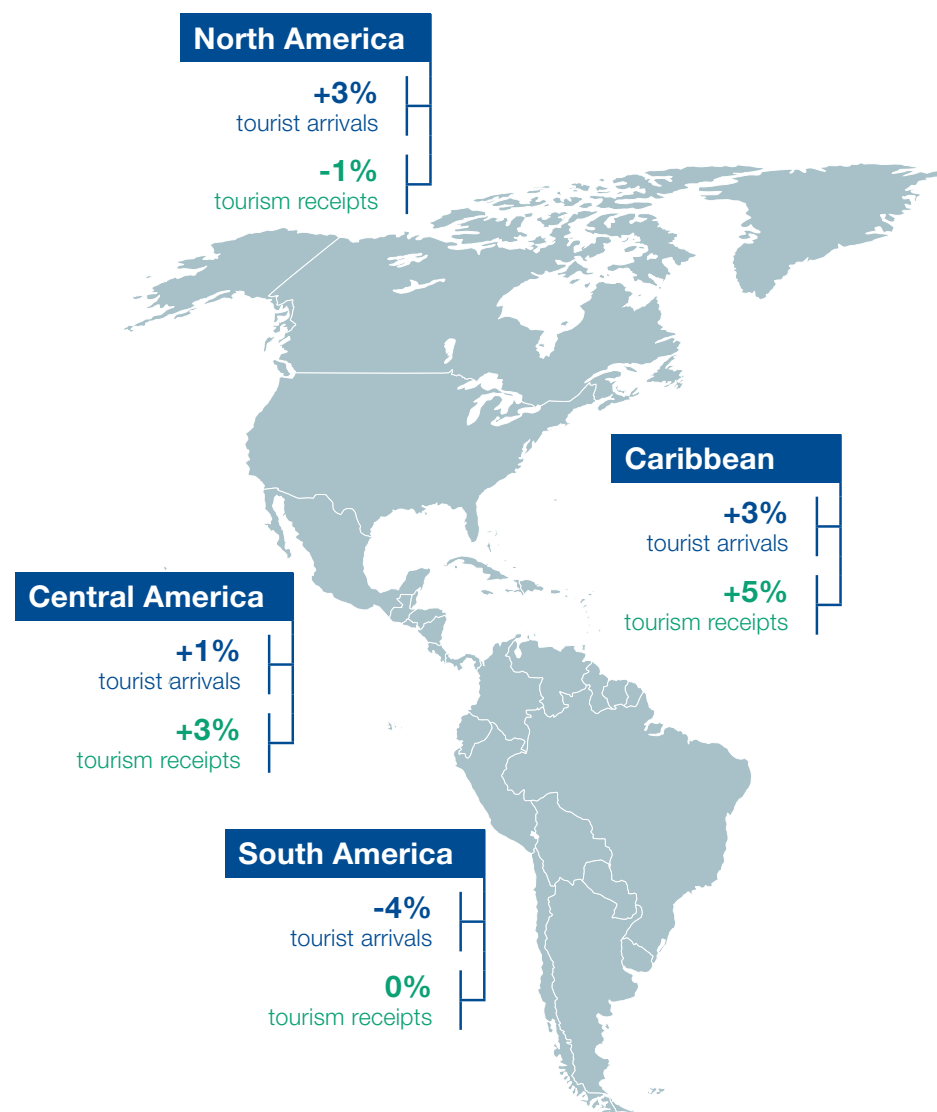 North America
+3%
tourist arrivals
-1%
tourism receipts
Caribbean
+3%
tourist arrivals
+5%
tourism receipts
Central America
+1%
tourist arrivals
+3%
tourism receipts
South America
-4%
tourist arrivals
0%
tourism receipts